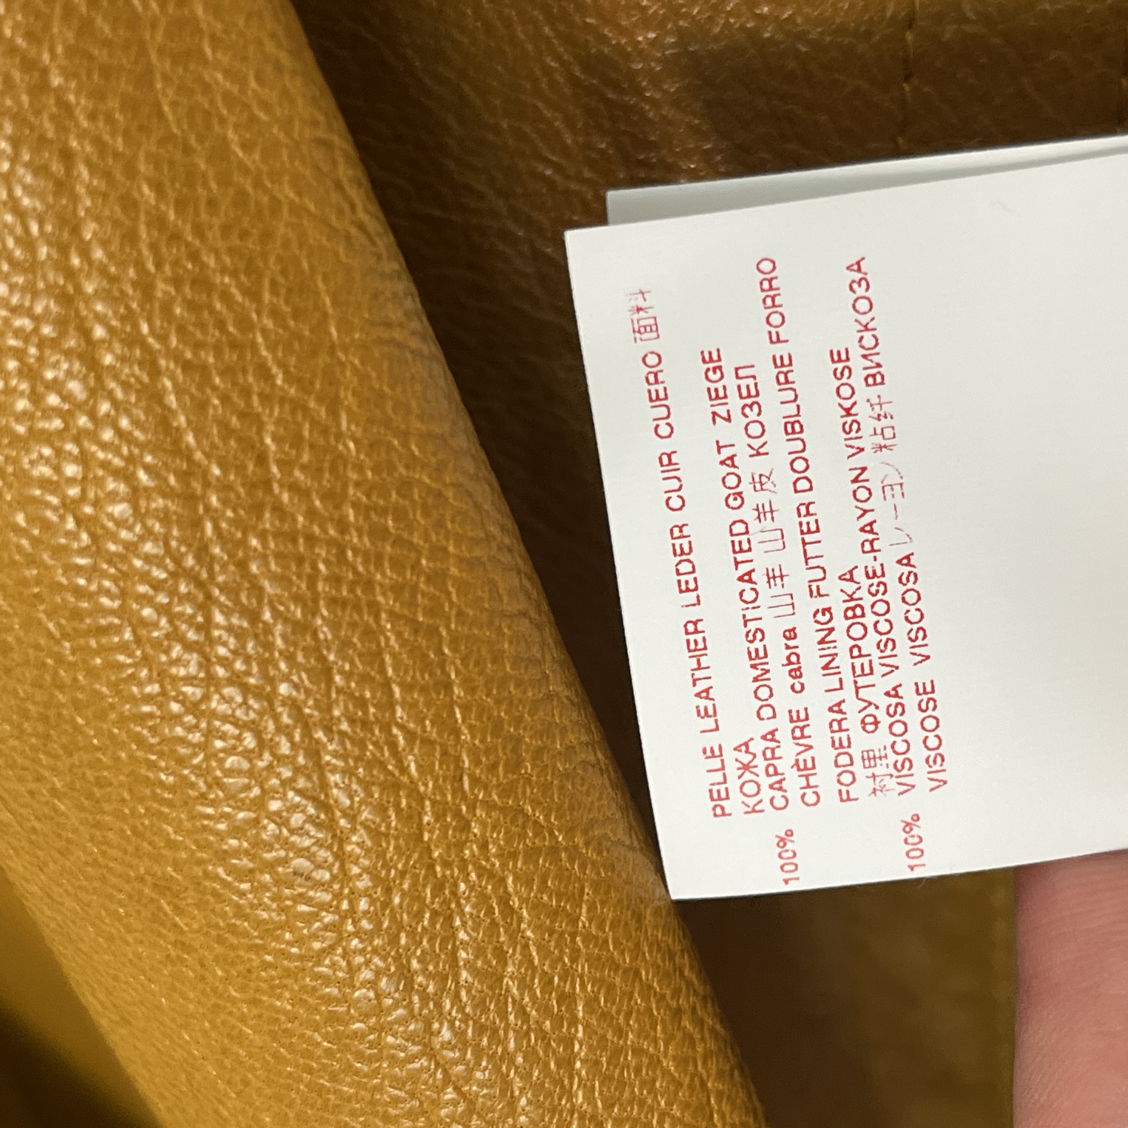 PELLE LEATHER LEDER CUIR CUERO 面料
КОЖА
100% CAPRA DOMESTICATED GOAT ZIEGE
CHÈVRE cabra 山羊 山羊皮 КОЗЕЛ
FODERA LINING FUTTER DOUBLURE FORRO
衬里 ФУТЕРОВКА
100% VISCOSA VISCOSE-RAYON VISKOSE
VISCOSE VISCOSA レーヨン 粘纤 ВИСКОЗА